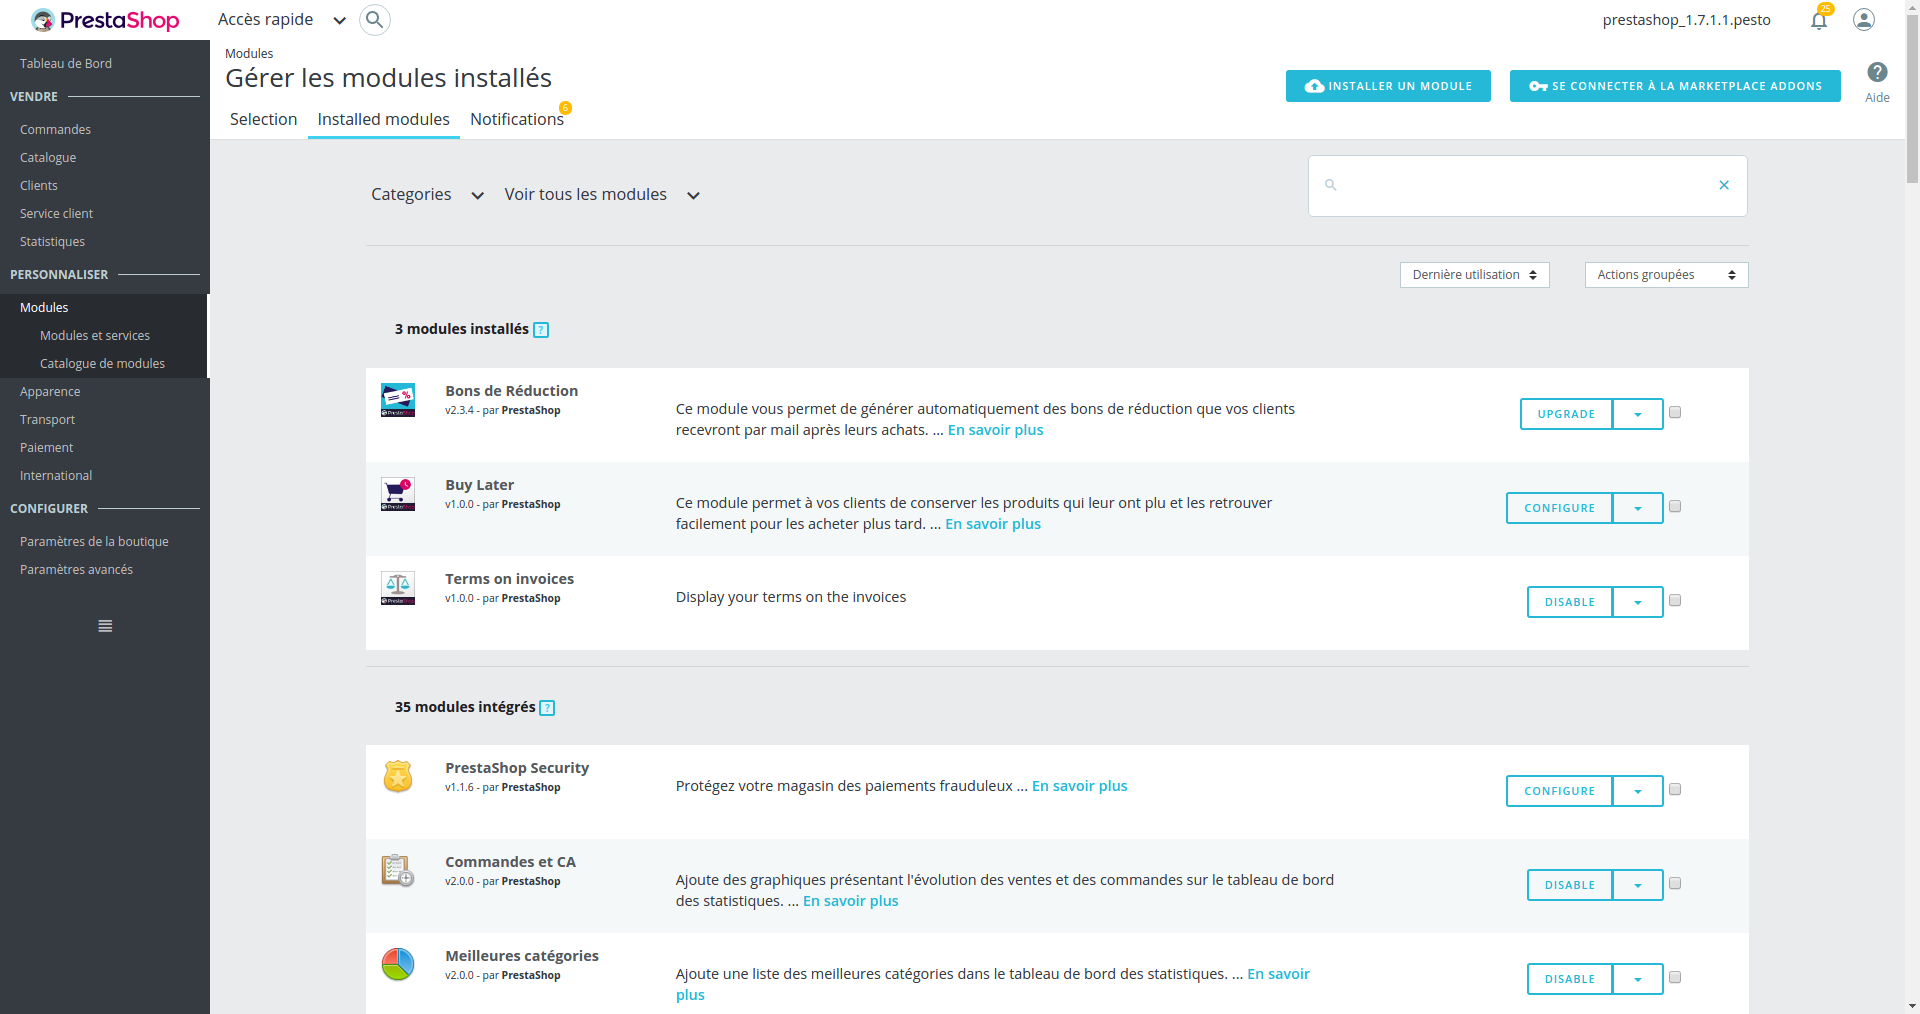 PrestaShop
Accès rapide
prestashop_1.7.1.1.pesto
25
Tableau de Bord
VENDRE
Commandes
Catalogue
Clients
Service client
Statistiques
PERSONNALISER
Modules
Modules et services
Catalogue de modules
Apparence
Transport
Paiement
International
CONFIGURER
Paramètres de la boutique
Paramètres avancés
Modules
Gérer les modules installés
INSTALLER UN MODULE
SE CONNECTER À LA MARKETPLACE ADDONS
?
Aide
Selection
Installed modules
Notifications
6
Categories
Voir tous les modules
Dernière utilisation
Actions groupées
3 modules installés ?
Bons de Réduction
v2.3.4 - par PrestaShop
Ce module vous permet de générer automatiquement des bons de réduction que vos clients
recevront par mail après leurs achats. ... En savoir plus
UPGRADE
Buy Later
v1.0.0 - par PrestaShop
Ce module permet à vos clients de conserver les produits qui leur ont plu et les retrouver
facilement pour les acheter plus tard. ... En savoir plus
CONFIGURE
Terms on invoices
v1.0.0 - par PrestaShop
Display your terms on the invoices
DISABLE
35 modules intégrés ?
PrestaShop Security
v1.1.6 - par PrestaShop
Protégez votre magasin des paiements frauduleux ... En savoir plus
CONFIGURE
Commandes et CA
v2.0.0 - par PrestaShop
Ajoute des graphiques présentant l'évolution des ventes et des commandes sur le tableau de bord
des statistiques. ... En savoir plus
DISABLE
Meilleures catégories
v2.0.0 - par PrestaShop
Ajoute une liste des meilleures catégories dans le tableau de bord des statistiques. ... En savoir
plus
DISABLE